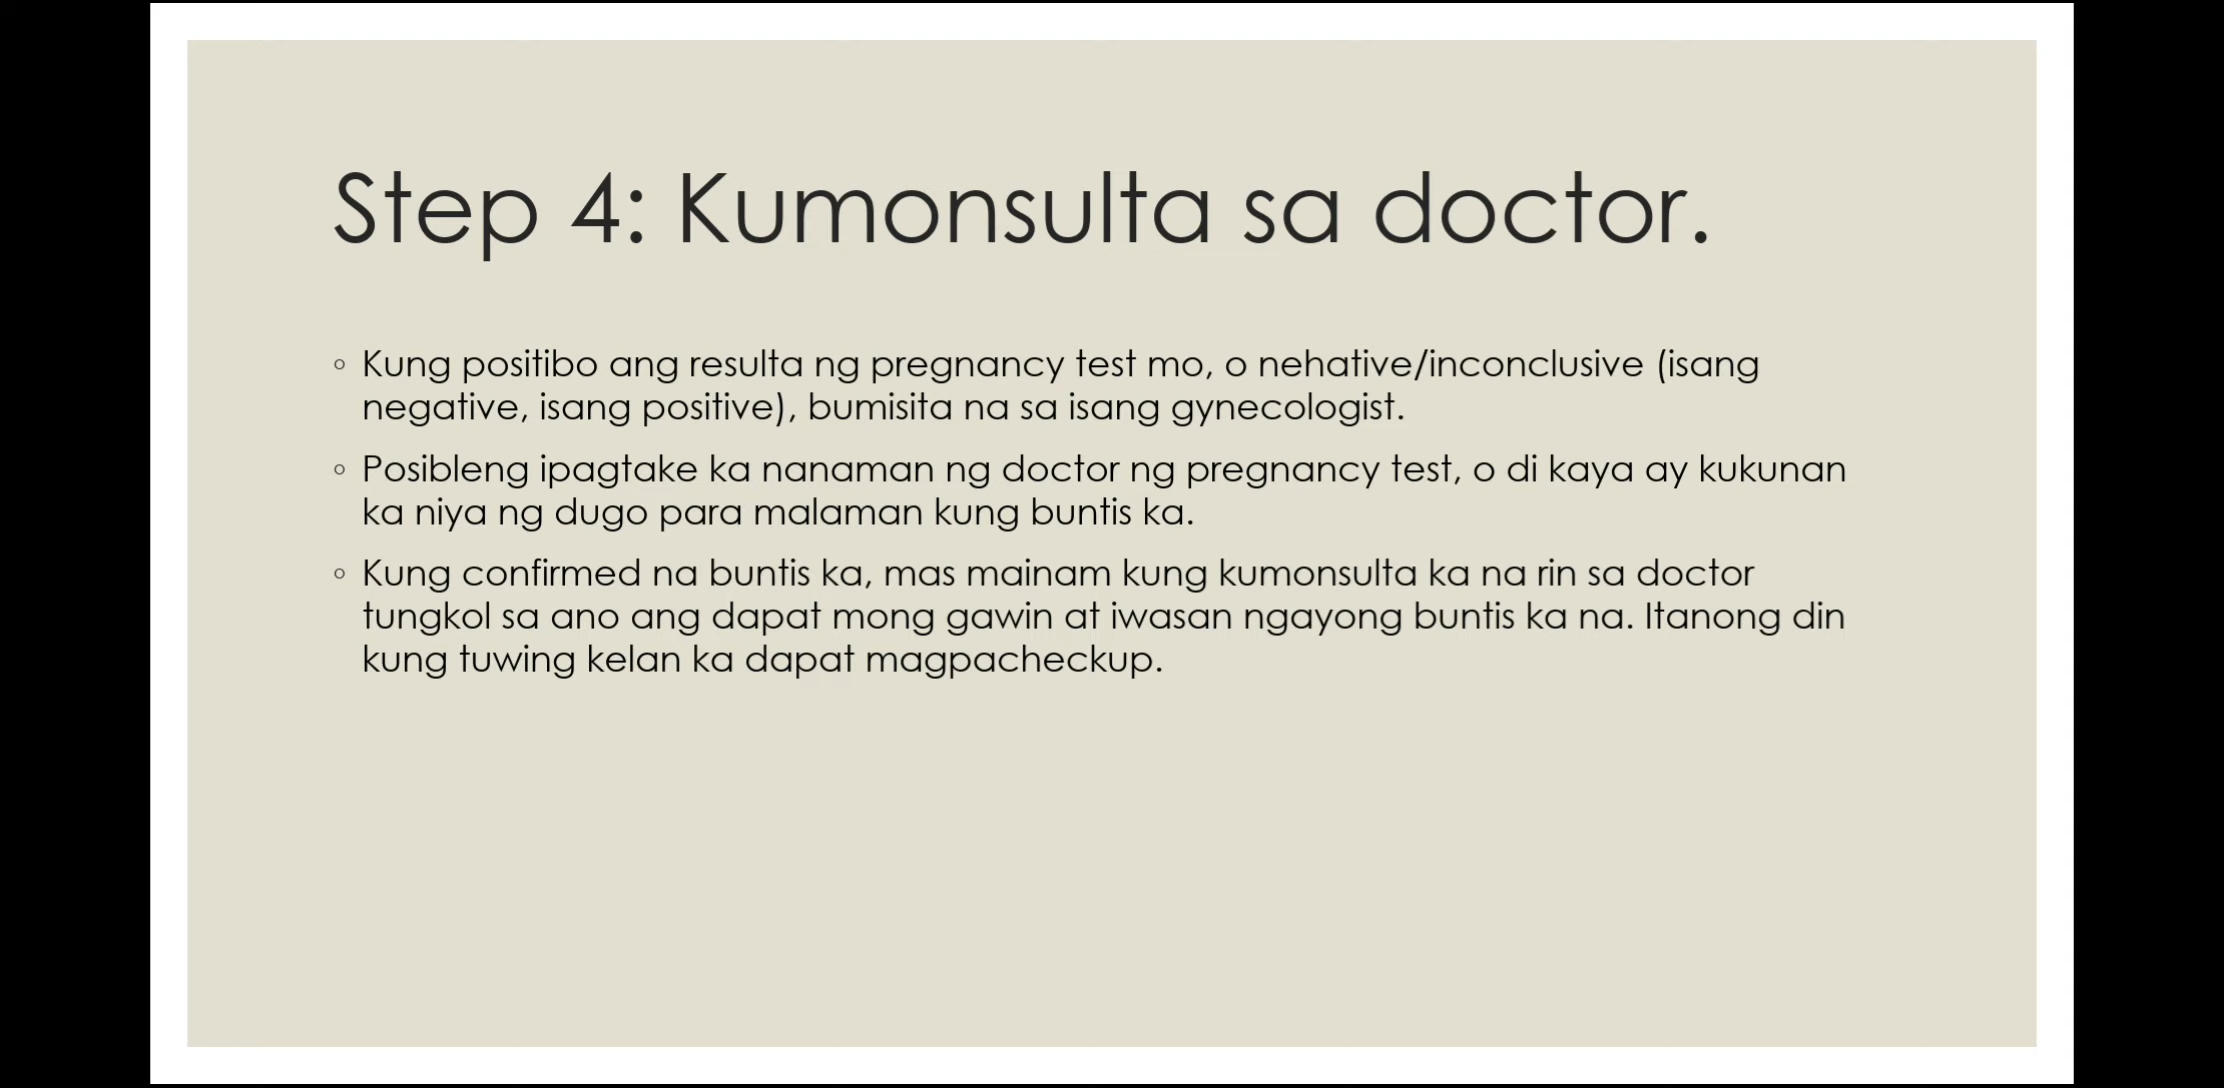 Step 4: Kumonsulta sa doctor.
◦ Kung positibo ang resulta ng pregnancy test mo, o nehative/inconclusive (isang
negative, isang positive), bumisita na sa isang gynecologist.
◦ Posibleng ipagtake ka nanaman ng doctor ng pregnancy test, o di kaya ay kukunan
ka niya ng dugo para malaman kung buntis ka.
◦ Kung confirmed na buntis ka, mas mainam kung kumonsulta ka na rin sa doctor
tungkol sa ano ang dapat mong gawin at iwasan ngayong buntis ka na. Itanong din
kung tuwing kelan ka dapat magpacheckup.